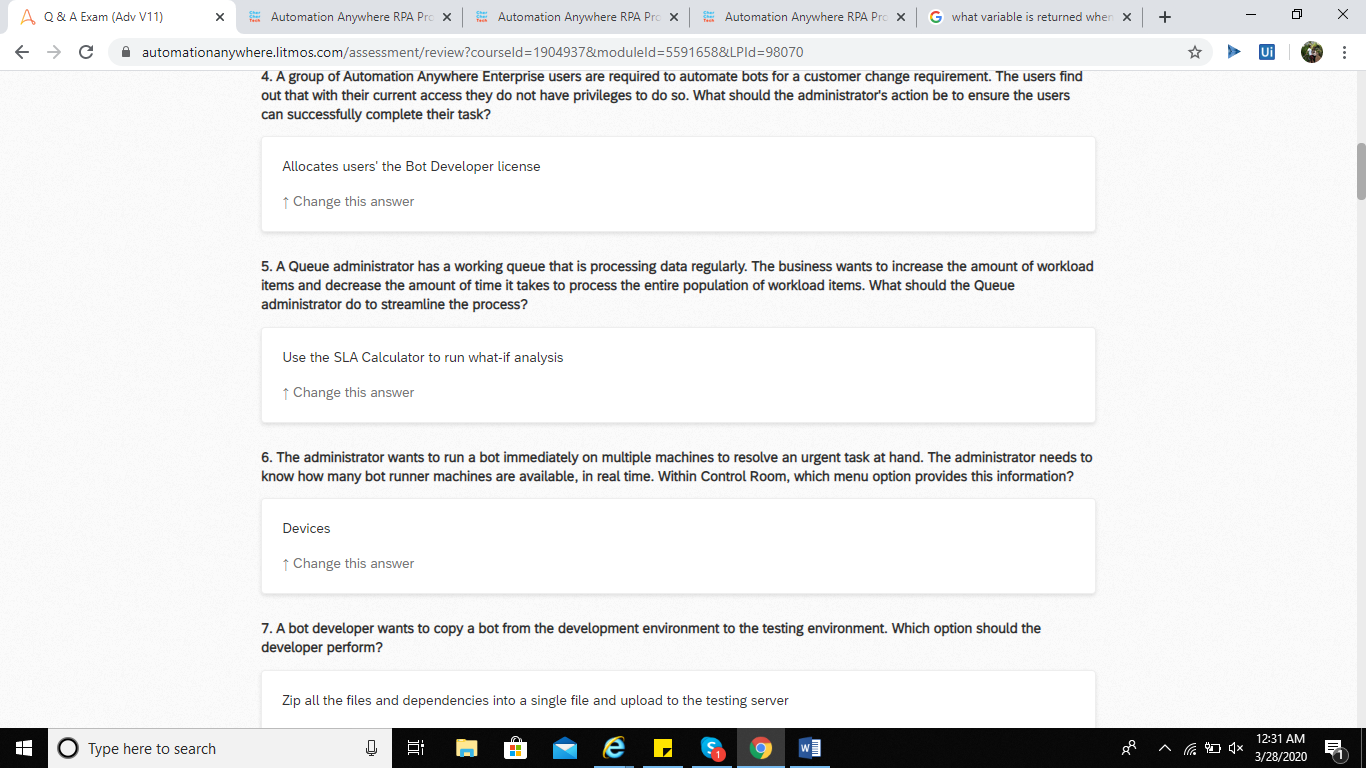 Q & A Exam (Adv V11)
Automation Anywhere RPA Pro
Automation Anywhere RPA Pro
Automation Anywhere RPA Pro
what variable is returned when
automationanywhere.litmos.com/assessment/review?courseId=1904937&moduleId=5591658&LPId=98070
Ui
4. A group of Automation Anywhere Enterprise users are required to automate bots for a customer change requirement. The users find
out that with their current access they do not have privileges to do so. What should the administrator's action be to ensure the users
can successfully complete their task?
Allocates users' the Bot Developer license
↑ Change this answer
5. A Queue administrator has a working queue that is processing data regularly. The business wants to increase the amount of workload
items and decrease the amount of time it takes to process the entire population of workload items. What should the Queue
administrator do to streamline the process?
Use the SLA Calculator to run what-if analysis
↑ Change this answer
6. The administrator wants to run a bot immediately on multiple machines to resolve an urgent task at hand. The administrator needs to
know how many bot runner machines are available, in real time. Within Control Room, which menu option provides this information?
Devices
↑ Change this answer
7. A bot developer wants to copy a bot from the development environment to the testing environment. Which option should the
developer perform?
Zip all the files and dependencies into a single file and upload to the testing server
Type here to search
1
12:31 AM
3/28/2020
1